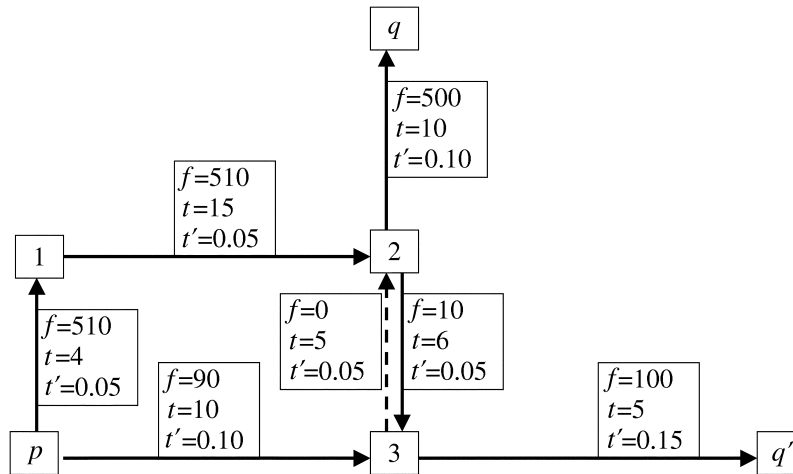 q
f=500
t=10
t′=0.10
f=510
t=15
t′=0.05
1
2
f=510
t=4
t′=0.05
f=0
t=5
t′=0.05
f=10
t=6
t′=0.05
f=90
t=10
t′=0.10
f=100
t=5
t′=0.15
p
3
q′